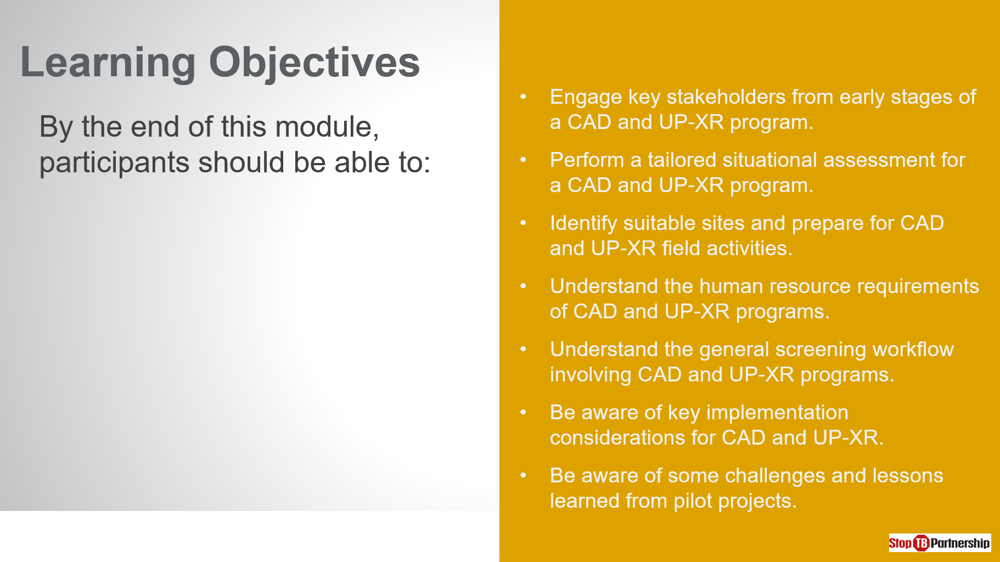 Learning Objectives
By the end of this module,
participants should be able to:
• Engage key stakeholders from early stages of
a CAD and UP-XR program.
• Perform a tailored situational assessment for
a CAD and UP-XR program.
• Identify suitable sites and prepare for CAD
and UP-XR field activities.
• Understand the human resource requirements
of CAD and UP-XR programs.
• Understand the general screening workflow
involving CAD and UP-XR programs.
• Be aware of key implementation
considerations for CAD and UP-XR.
• Be aware of some challenges and lessons
learned from pilot projects.
Stop TB Partnership